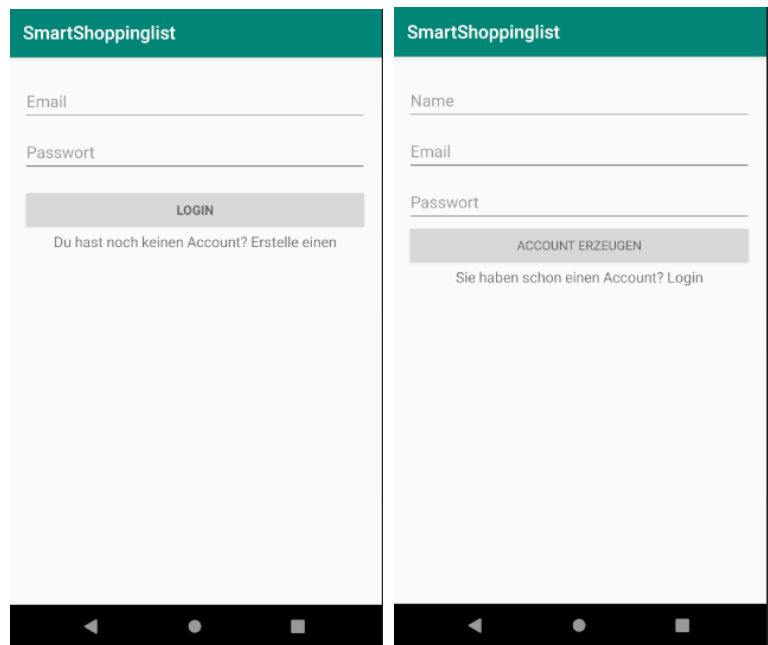 SmartShoppinglist
Email
Passwort
LOGIN
Du hast noch keinen Account? Erstelle einen
SmartShoppinglist
Name
Email
Passwort
ACCOUNT ERZEUGEN
Sie haben schon einen Account? Login